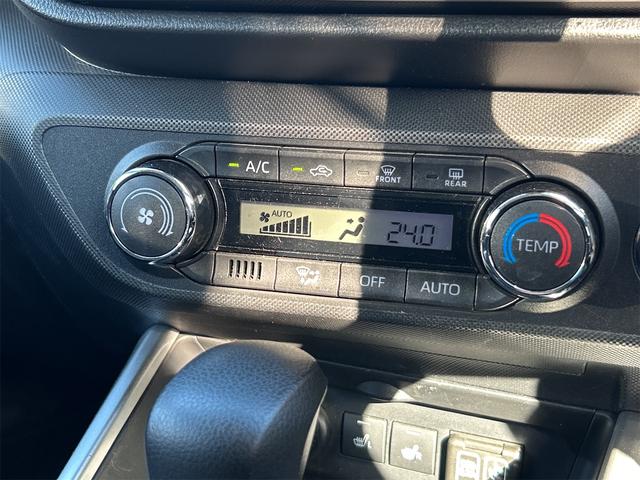 A/C
FRONT
REAR
AUTO
24.0
TEMP
OFF
AUTO
L